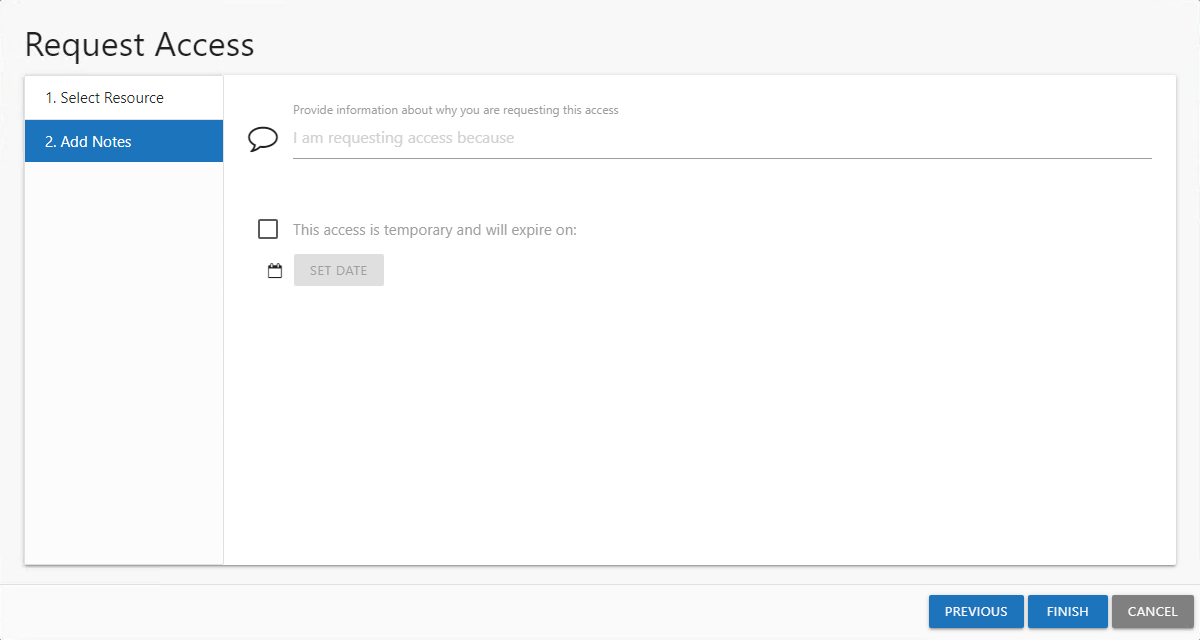 Request Access
1. Select Resource
2. Add Notes
Provide information about why you are requesting this access
I am requesting access because
This access is temporary and will expire on:
SET DATE
PREVIOUS
FINISH
CANCEL